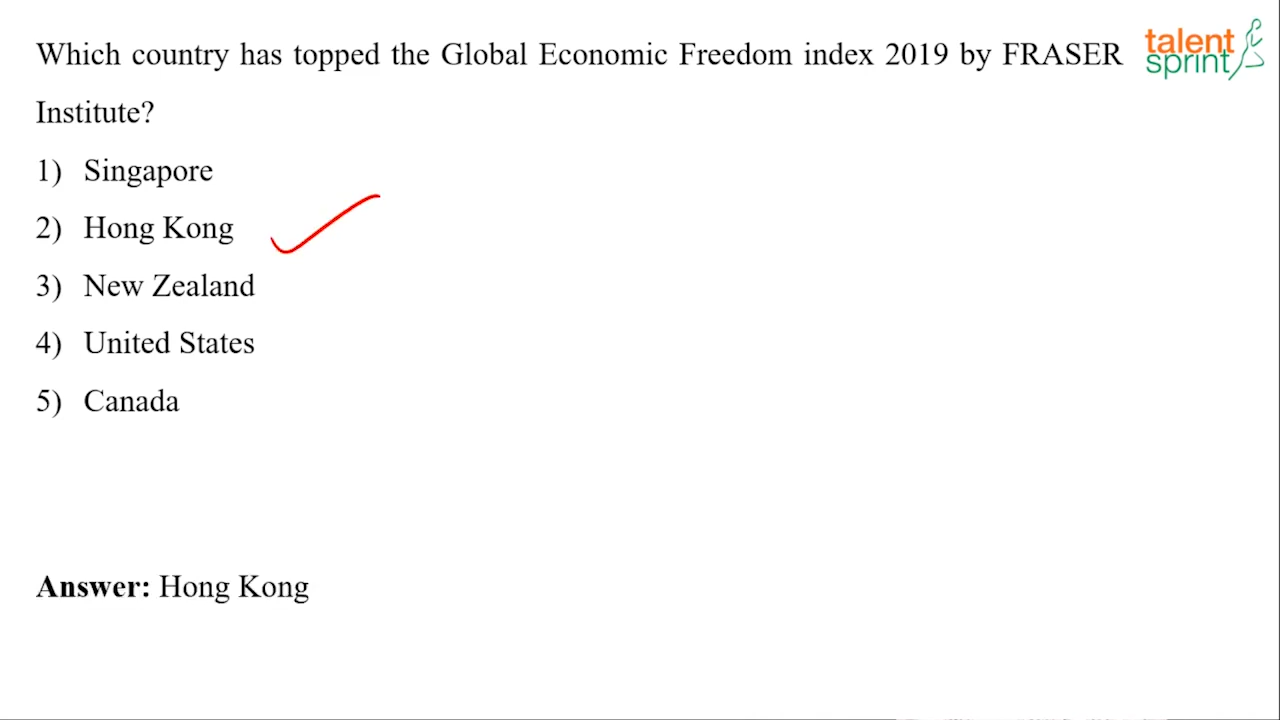 Which country has topped the Global Economic Freedom index 2019 by FRASER
Institute?
1) Singapore
2) Hong Kong
3) New Zealand
4) United States
5) Canada
Answer: Hong Kong
talent
sprint